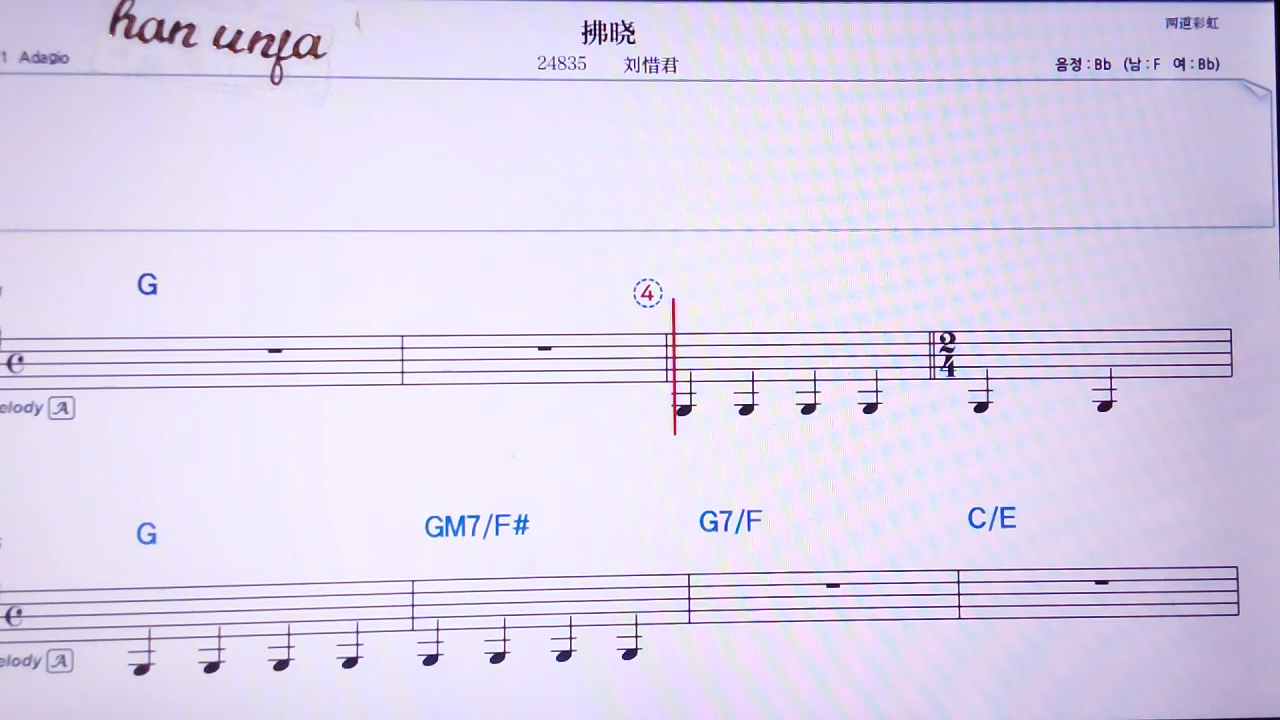 han unfa
拂晓
两道彩虹
1 Adagio
24835 刘惜君
음정:Bb (남:F 여:Bb)
G
4
2
4
elody A
G GM7/F# G7/F C/E
elody A